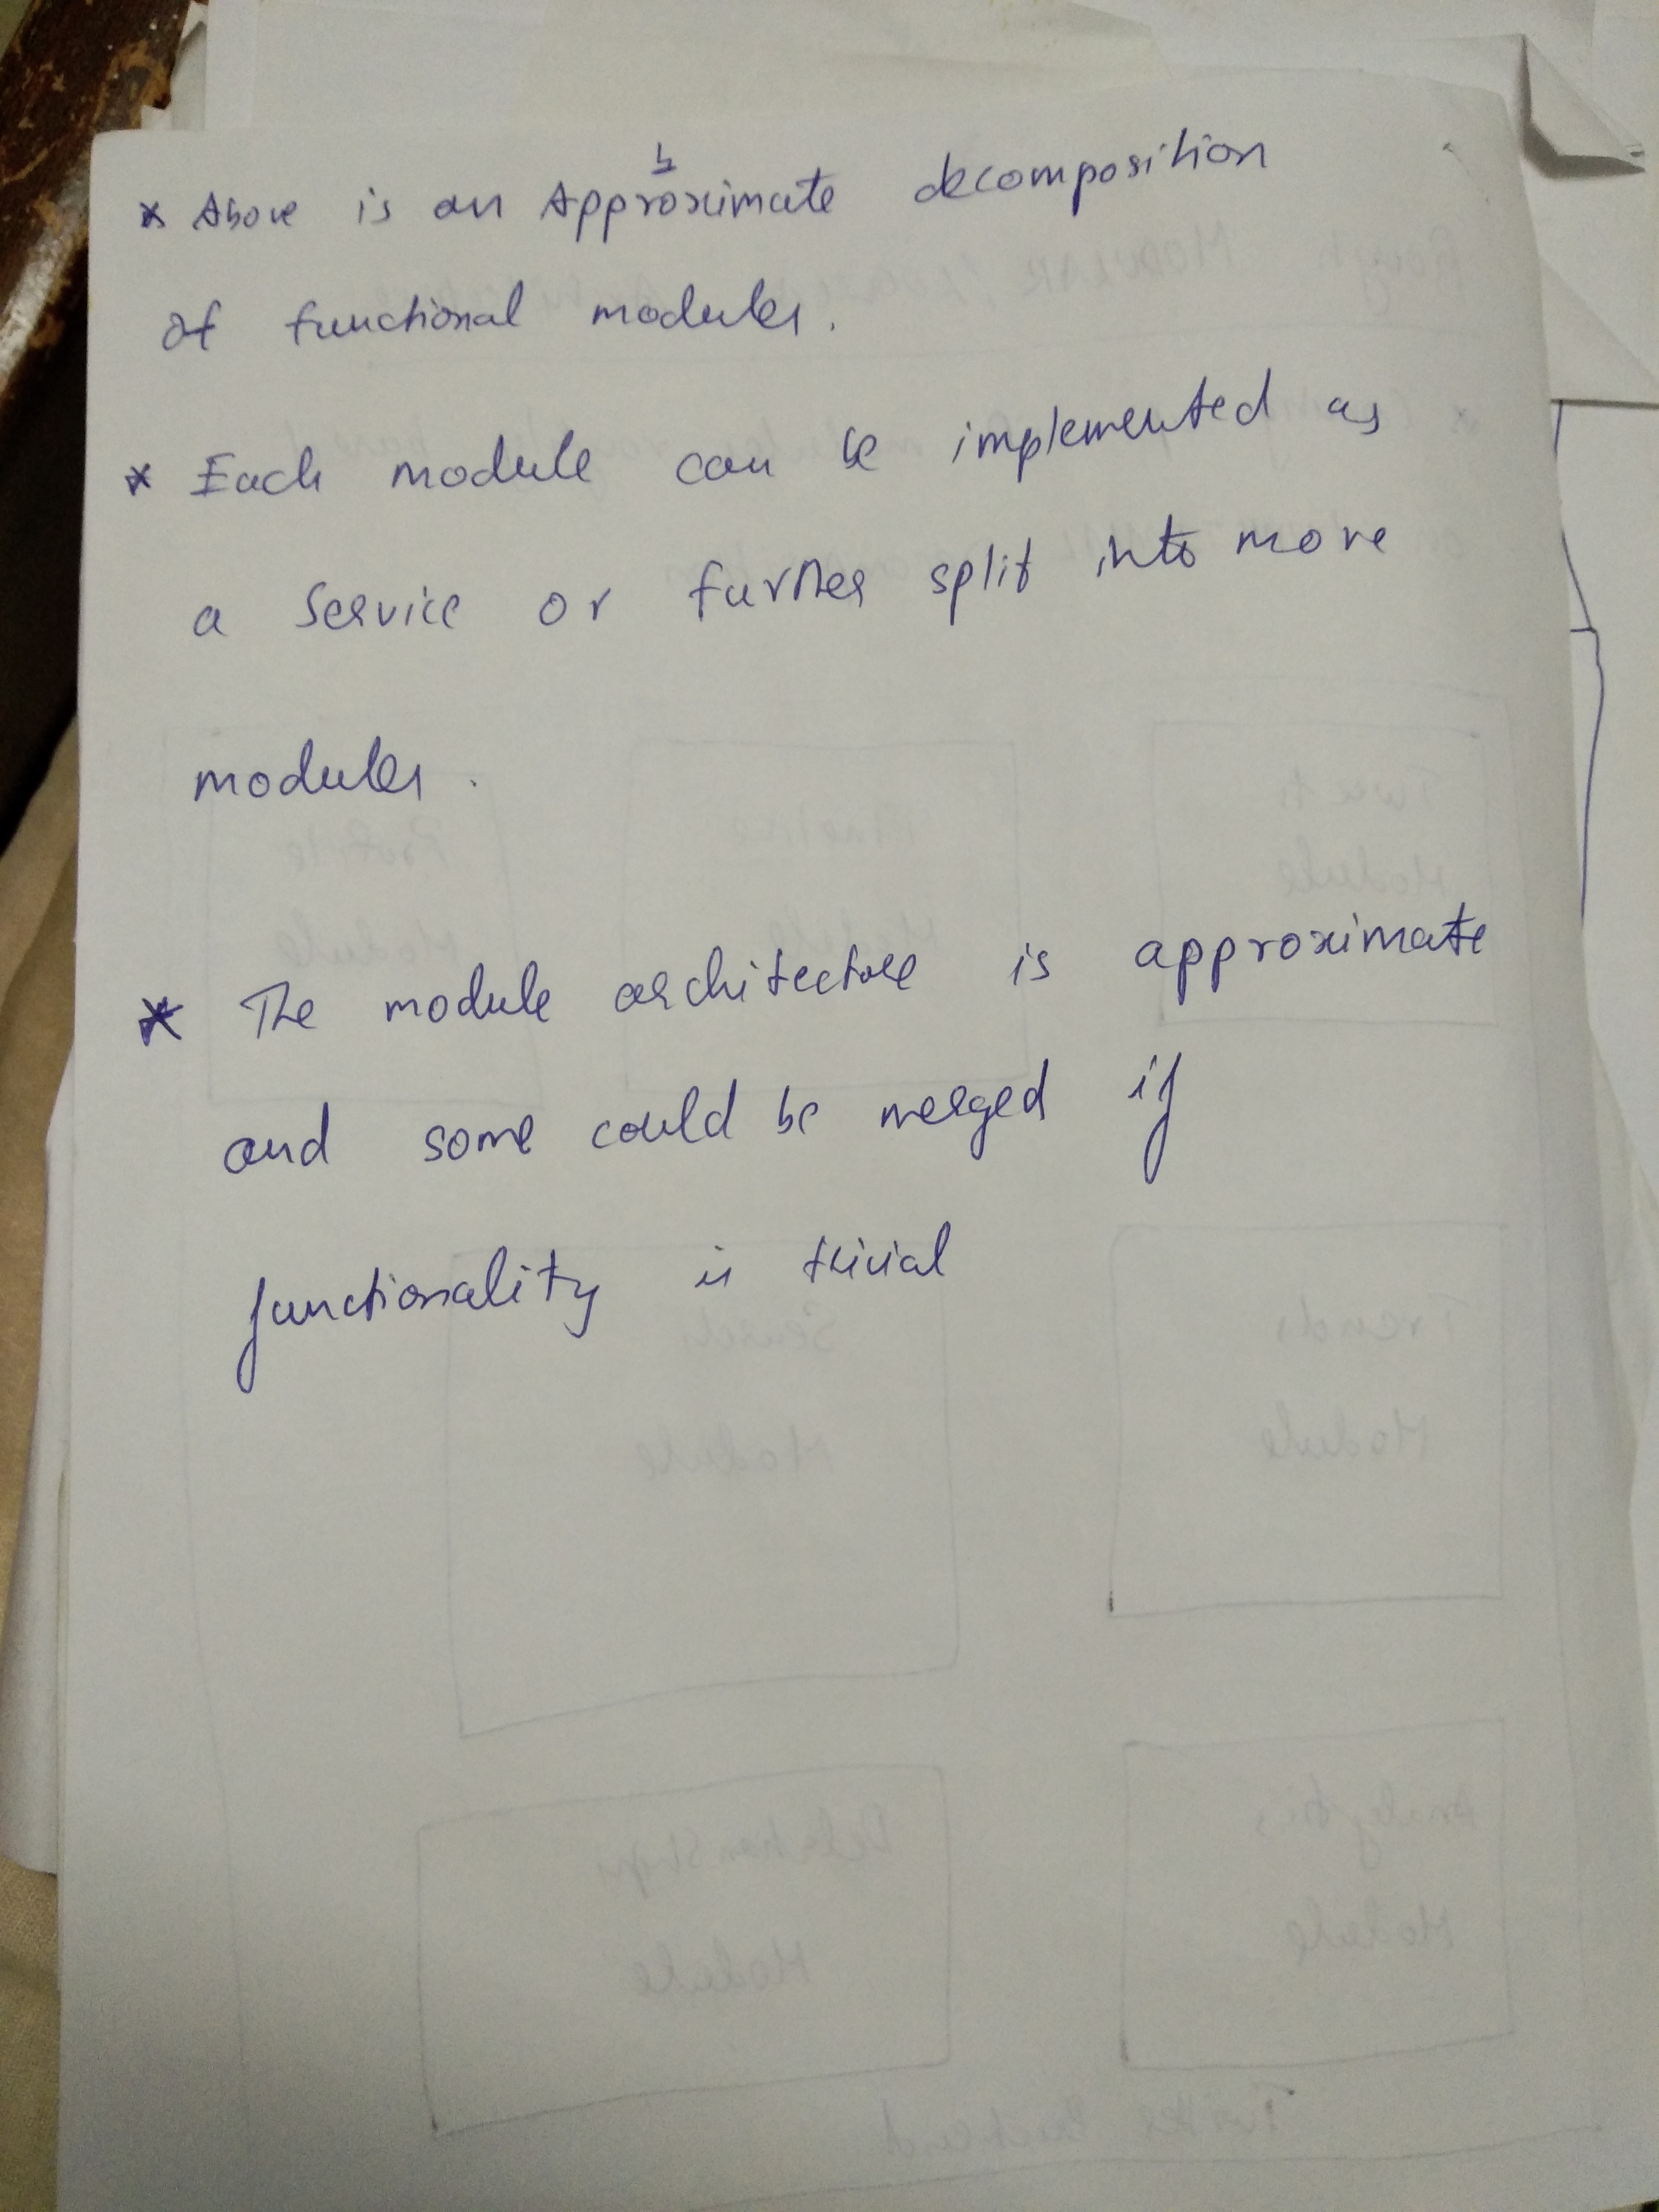 * Above is an Approximate decomposition
of functional modules.
* Each module can be implemented as
a service or further split into more
modules.
* The module architecture is approximate
and some could be merged if
functionality is trivial